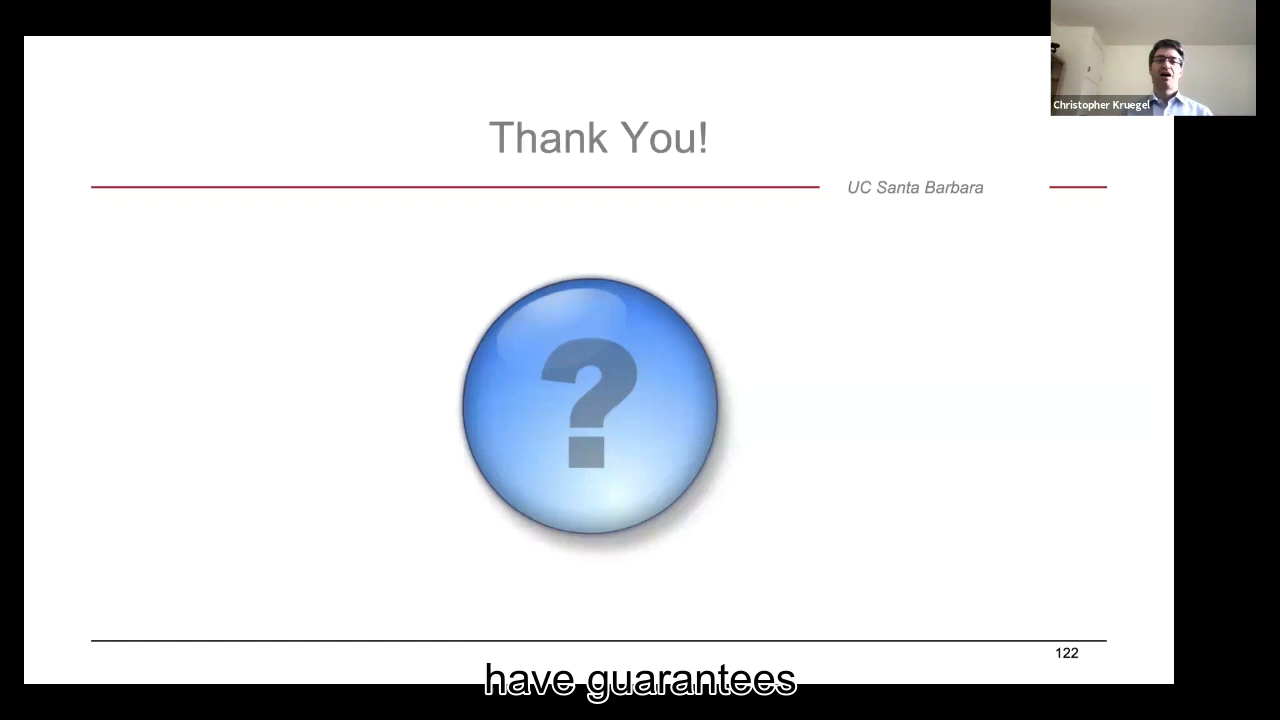 Christopher Kruegel
Thank You!
UC Santa Barbara
?
122
have guarantees